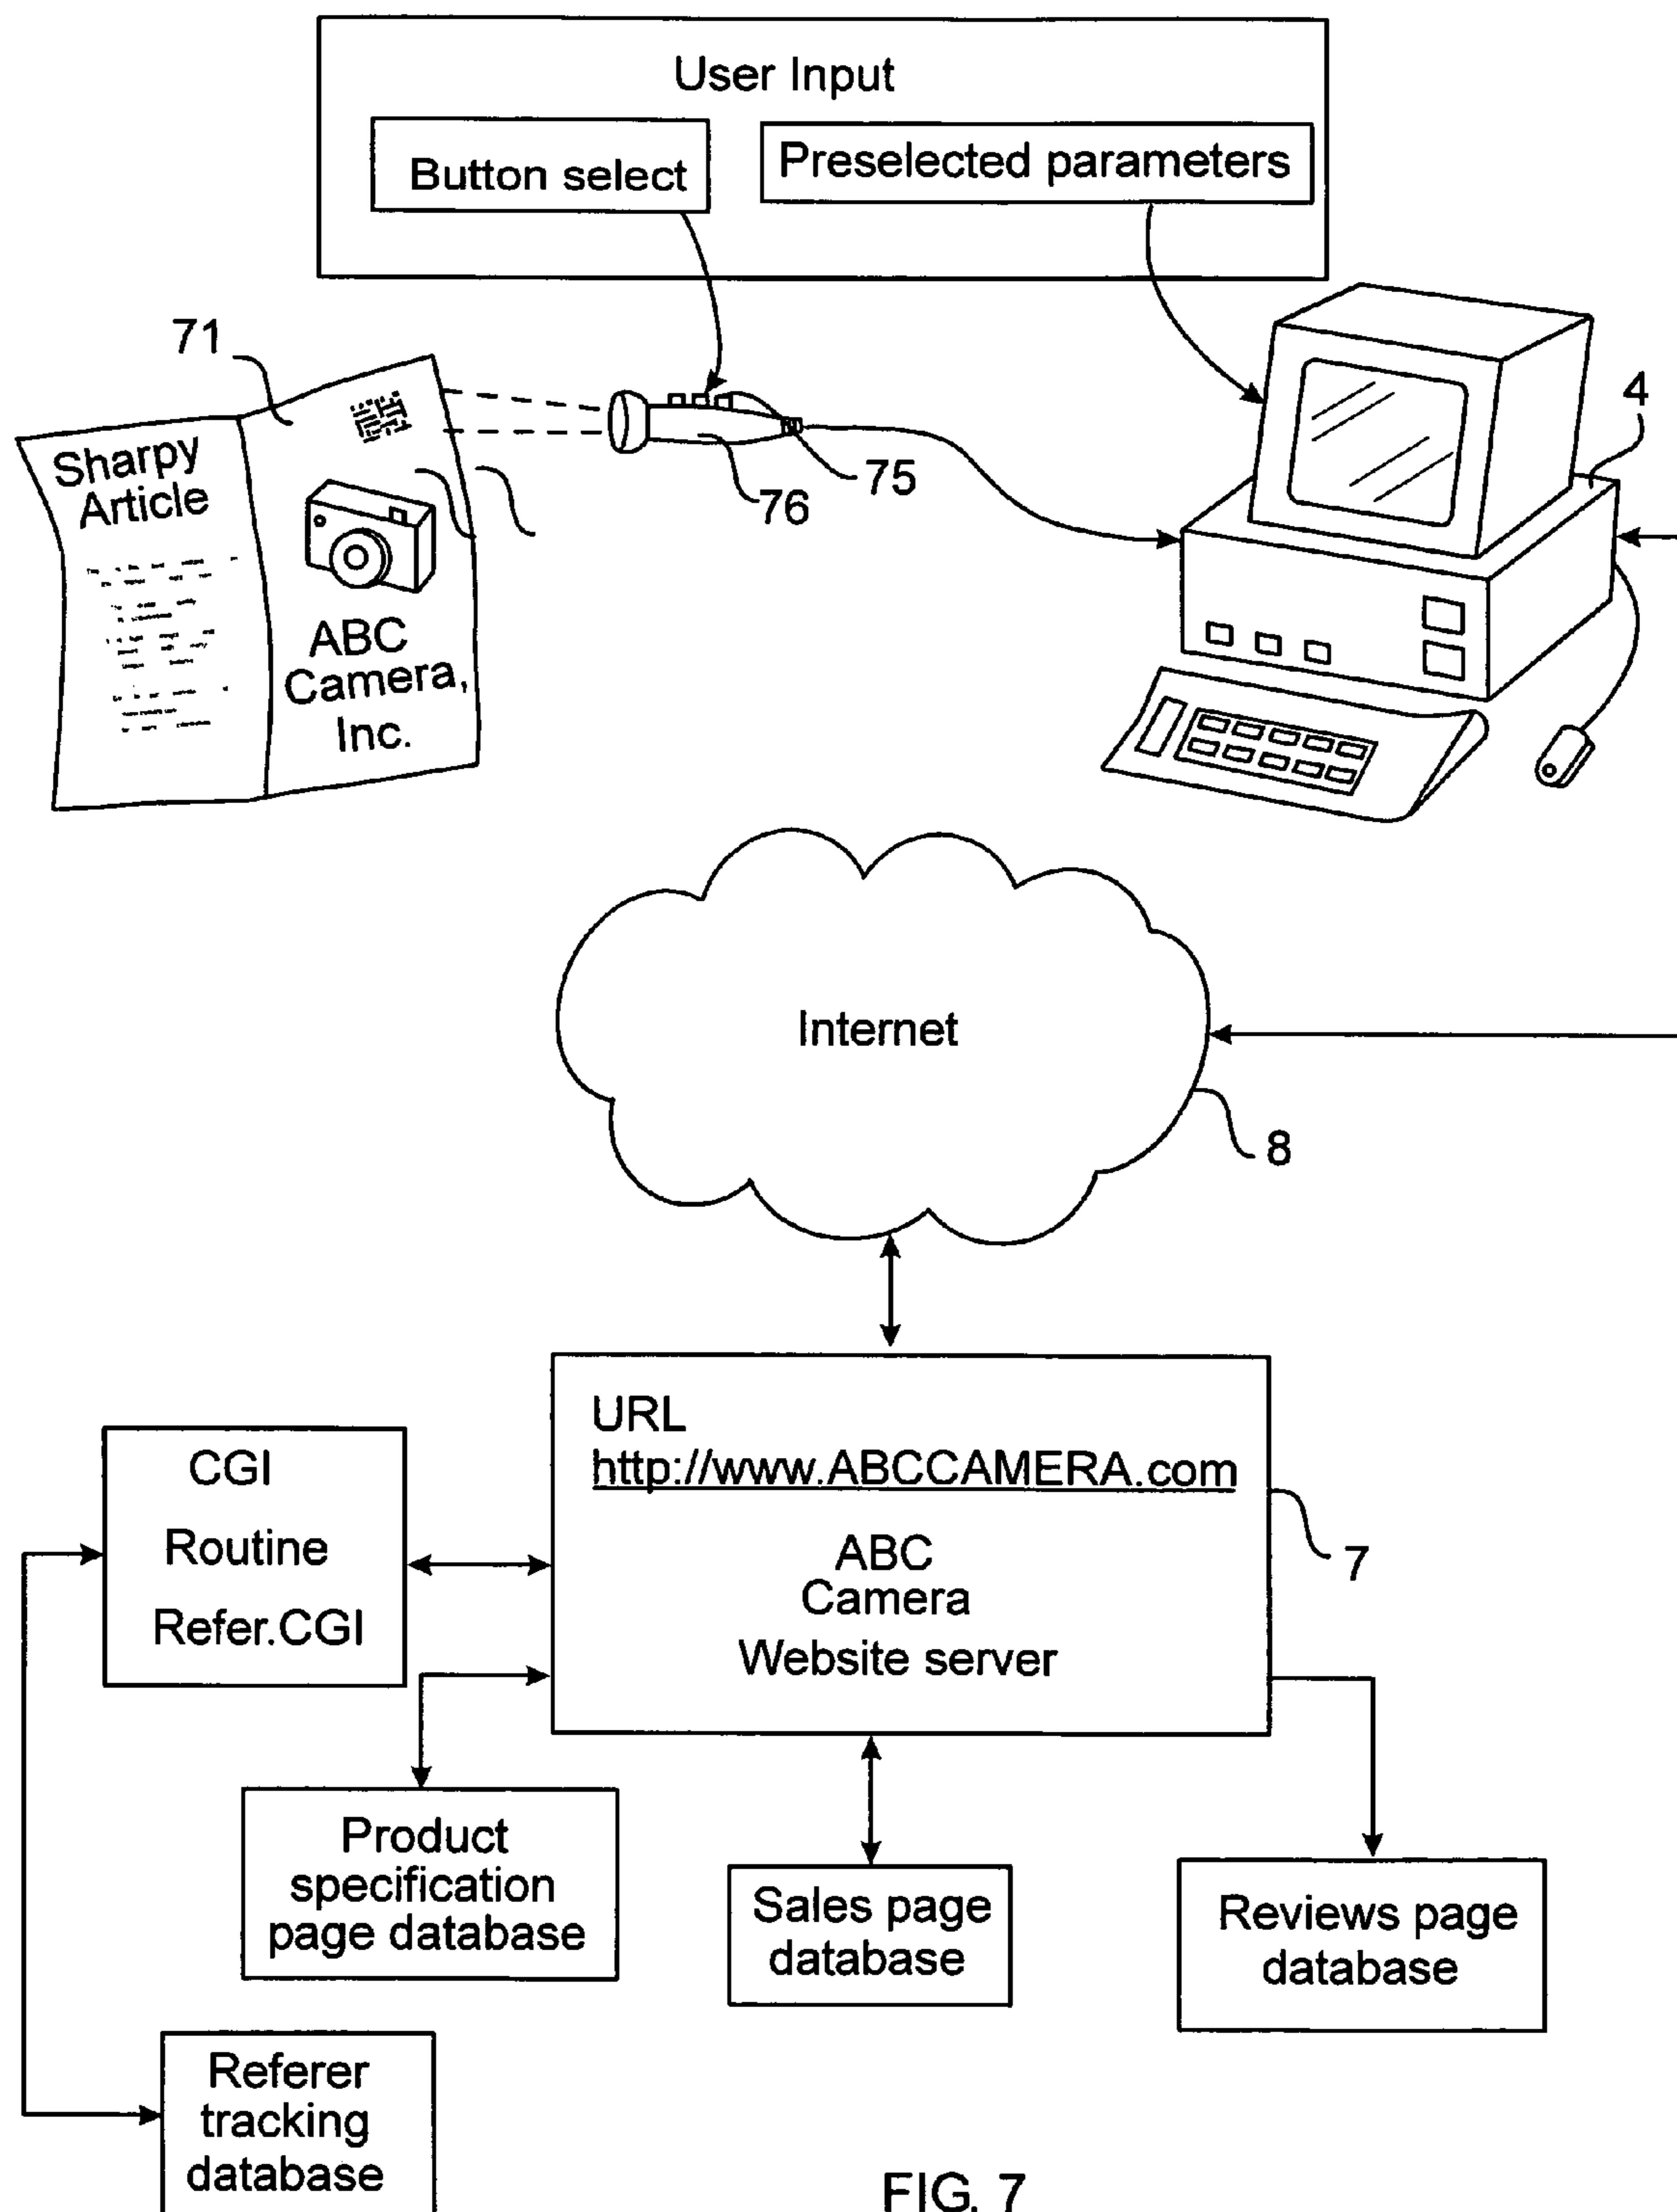 User Input
Button select
Preselected parameters
71
4
Sharpy
Article
75
76
ABC
Camera,
Inc.
Internet
8
URL
http://www.ABCCAMERA.com
CGI
Routine
Refer.CGI
ABC
Camera
Website server
7
Product
specification
page database
Sales page
database
Reviews page
database
Referer
tracking
database
FIG. 7